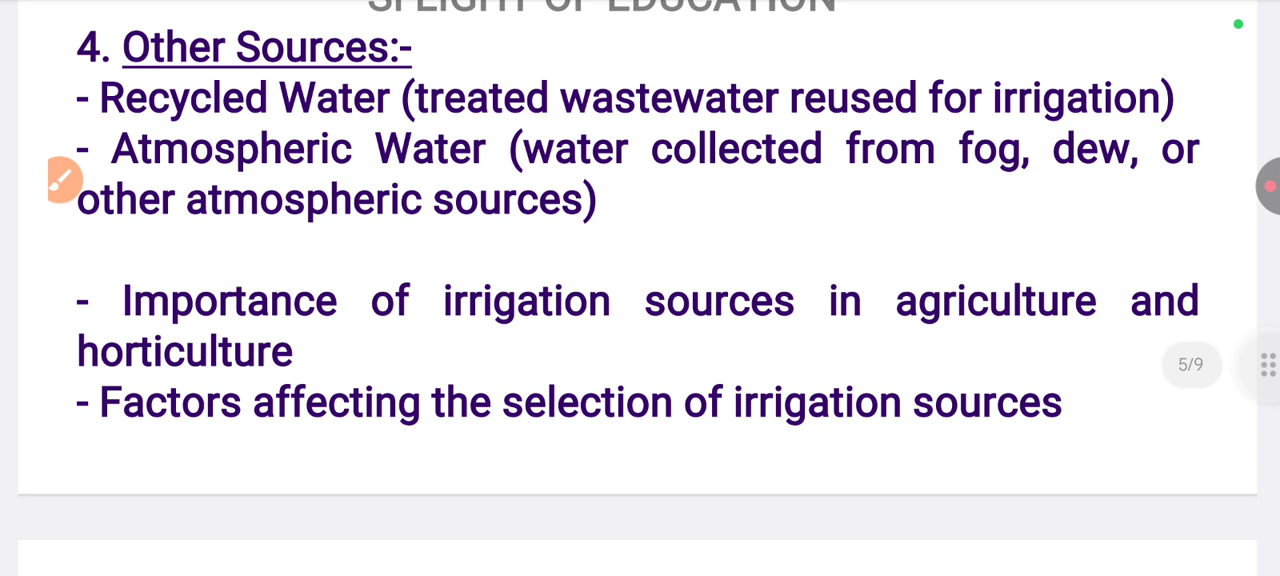 4. Other Sources:-
- Recycled Water (treated wastewater reused for irrigation)
- Atmospheric Water (water collected from fog, dew, or
other atmospheric sources)
- Importance of irrigation sources in agriculture and
horticulture
5/9
- Factors affecting the selection of irrigation sources